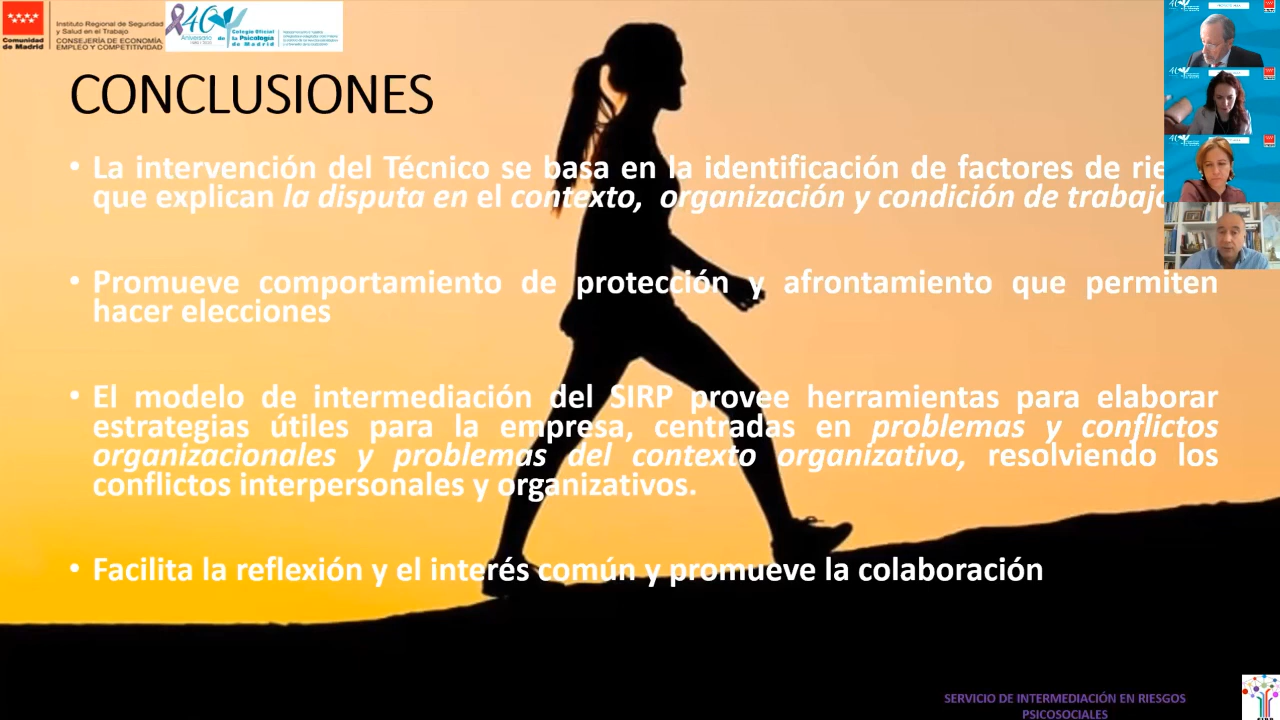 Comunidad
de Madrid
Instituto Regional de Seguridad
y Salud en el Trabajo
CONSEJERÍA DE ECONOMÍA,
EMPLEO Y COMPETITIVIDAD
40
Aniversario
Colegio Oficial
de la Psicología
de Madrid
CONCLUSIONES
• La intervención del Técnico se basa en la identificación de factores de rie
que explican la disputa en el contexto, organización y condición de trabajo
• Promueve comportamiento de protección y afrontamiento que permiten
hacer elecciones
• El modelo de intermediación del SIRP provee herramientas para elaborar
estrategias útiles para la empresa, centradas en problemas y conflictos
organizacionales y problemas del contexto organizativo, resolviendo los
conflictos interpersonales y organizativos.
• Facilita la reflexión y el interés común y promueve la colaboración
SERVICIO DE INTERMEDIACIÓN EN RIESGOS
PSICOSOCIALES